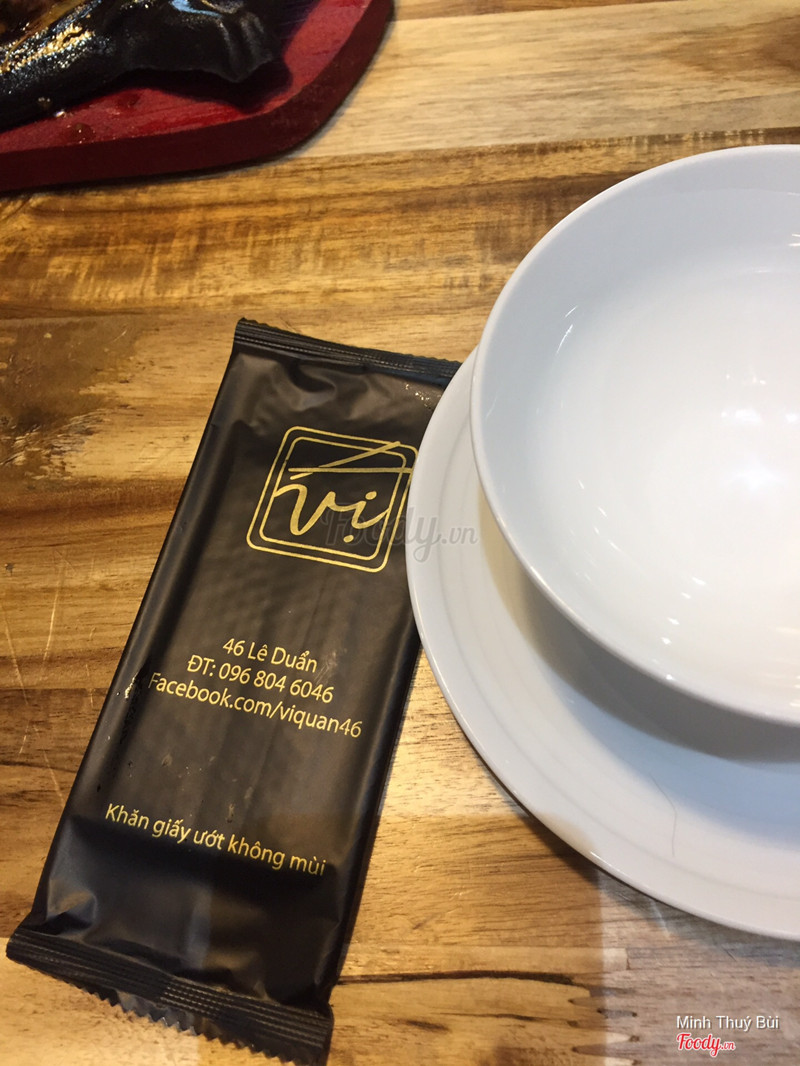 Vị
Foody.vn
46 Lê Duẩn
ĐT: 096 804 6046
Facebook.com/viquan46
Khăn giấy ướt không mùi
Minh Thuý Bùi
Foody.vn